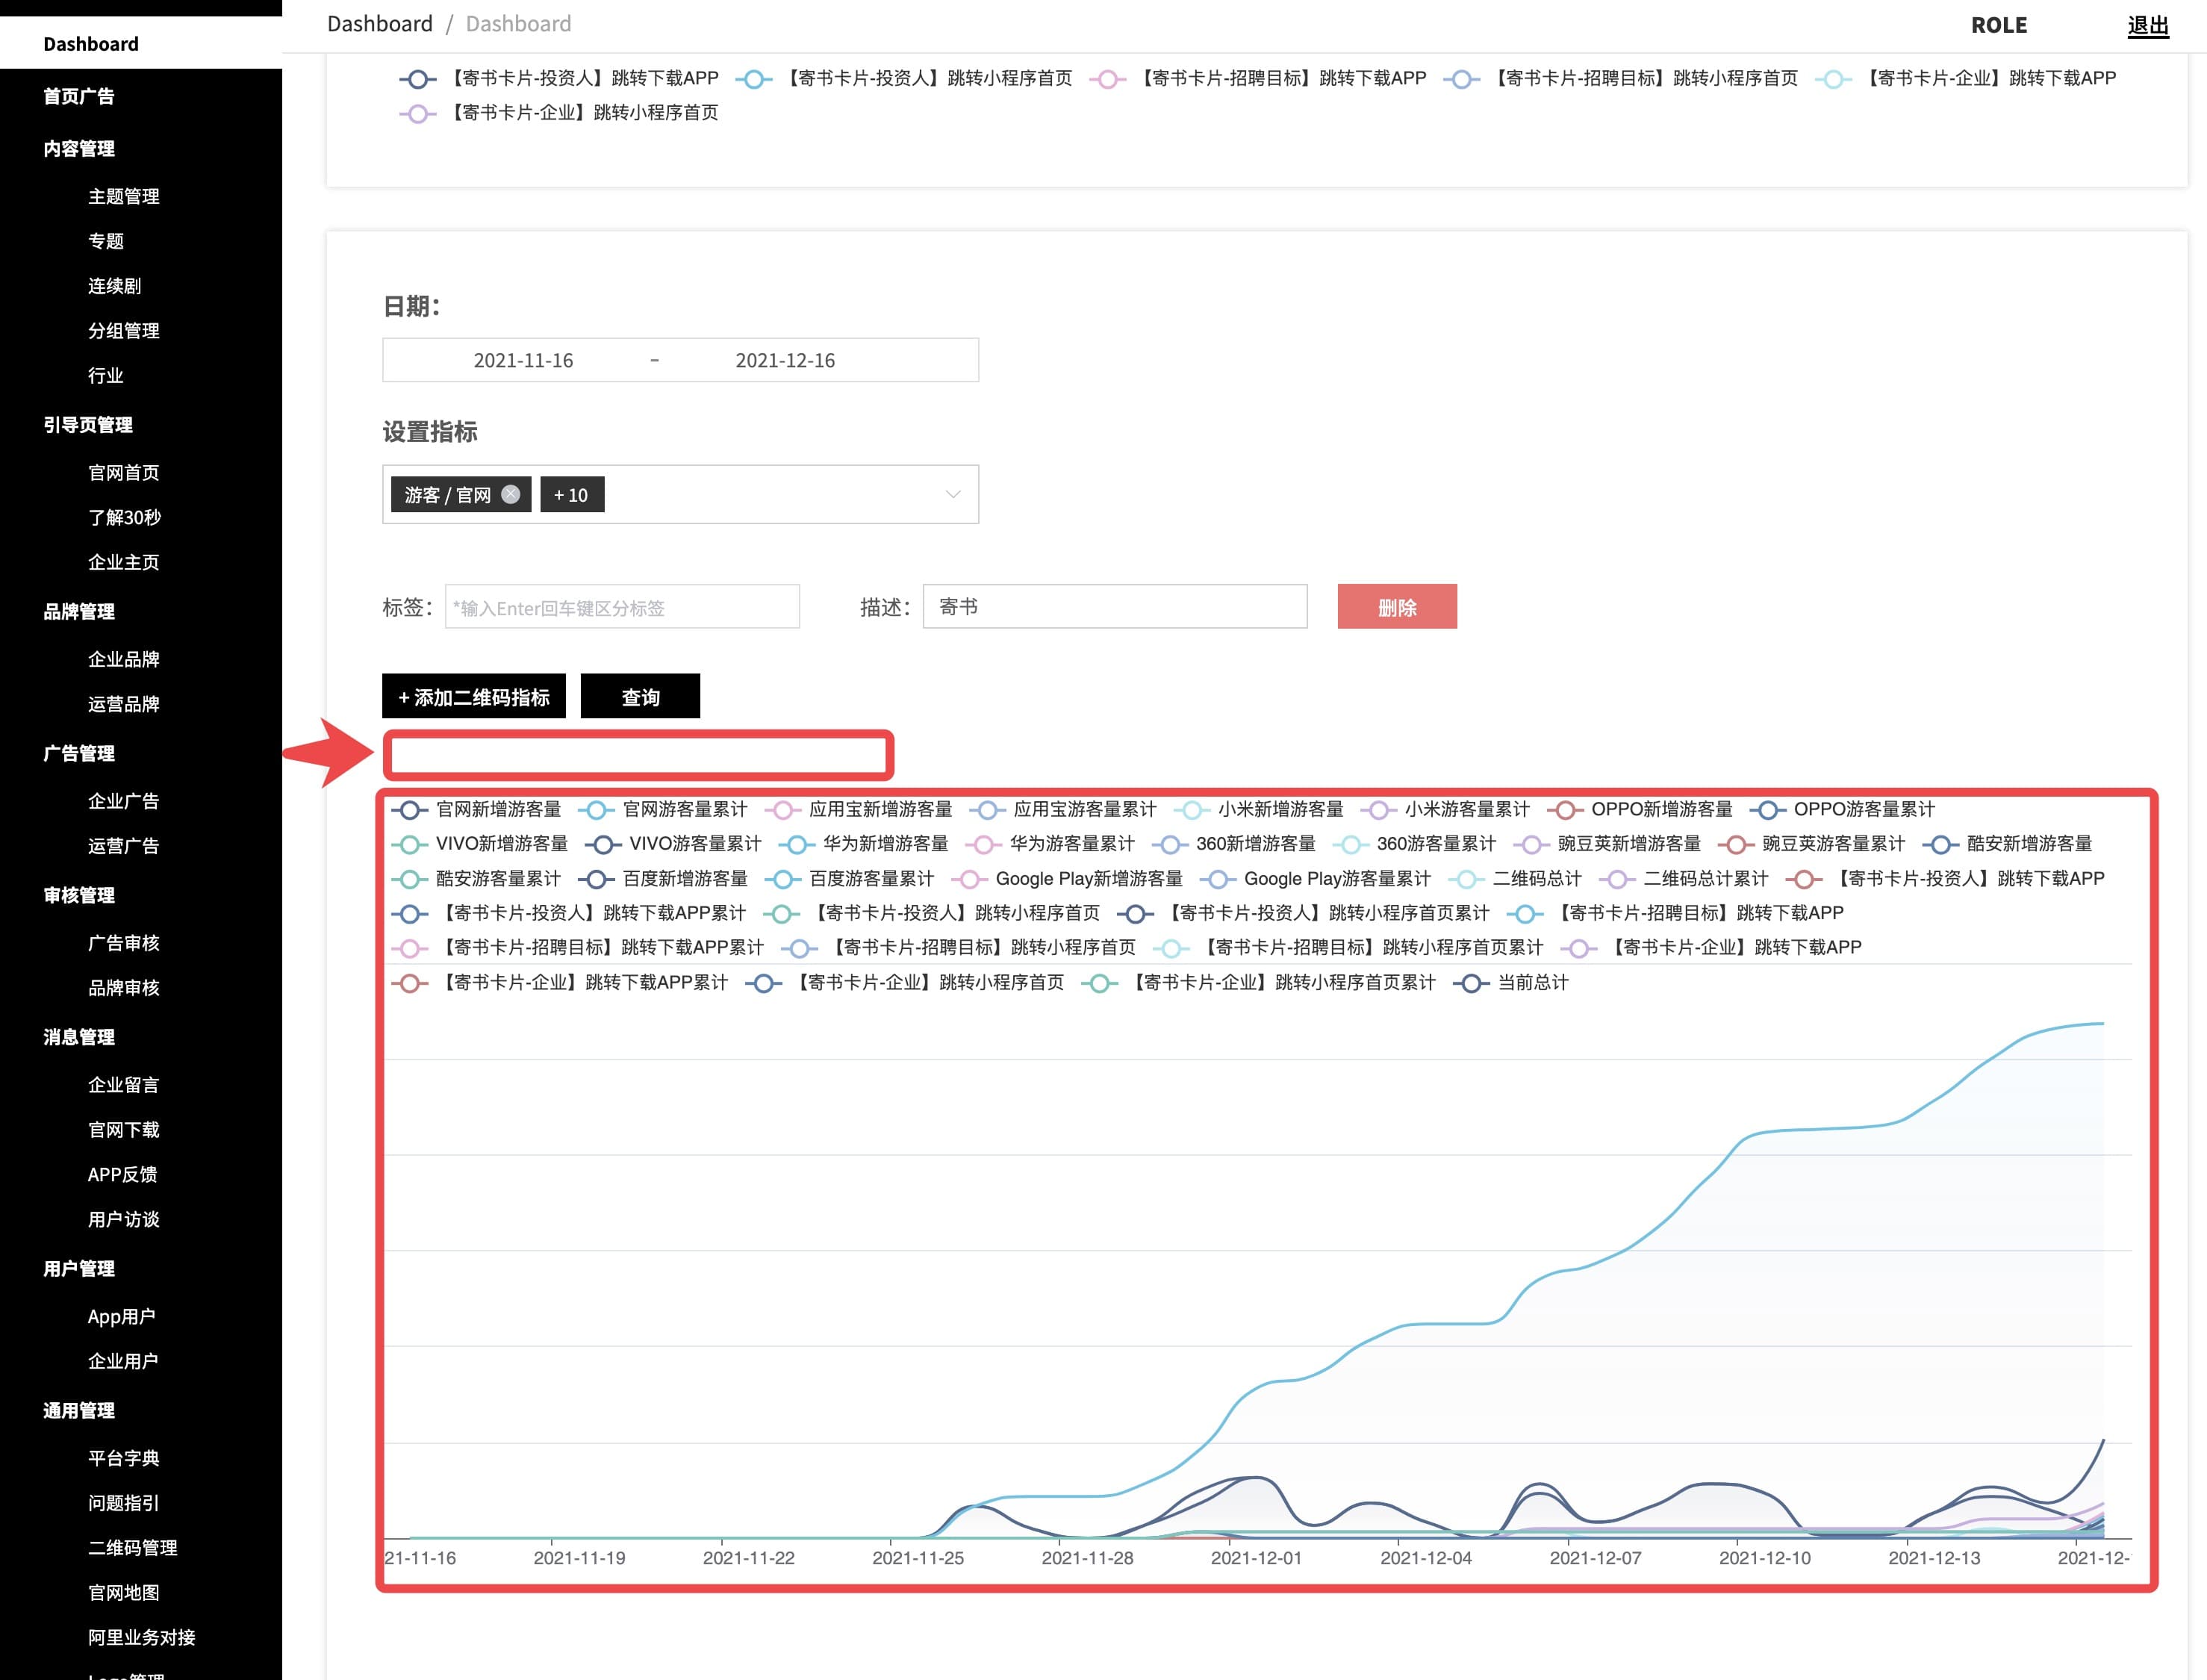 Dashboard
首页广告
内容管理
主题管理
专题
连续剧
分组管理
行业
引导页管理
官网首页
了解30秒
企业主页
品牌管理
企业品牌
运营品牌
广告管理
企业广告
运营广告
审核管理
广告审核
品牌审核
消息管理
企业留言
官网下载
APP反馈
用户访谈
用户管理
App用户
企业用户
通用管理
平台字典
问题指引
二维码管理
官网地图
阿里业务对接
Logo管理
Dashboard / Dashboard ROLE 退出
【寄书卡片-投资人】跳转下载APP 【寄书卡片-投资人】跳转小程序首页 【寄书卡片-招聘目标】跳转下载APP 【寄书卡片-招聘目标】跳转小程序首页 【寄书卡片-企业】跳转下载APP
【寄书卡片-企业】跳转小程序首页
日期：
2021-11-16 - 2021-12-16
设置指标
游客 / 官网 + 10
标签： *输入Enter回车键区分标签 描述： 寄书 删除
+ 添加二维码指标 查询
官网新增游客量 官网游客量累计 应用宝新增游客量 应用宝游客量累计 小米新增游客量 小米游客量累计 OPPO新增游客量 OPPO游客量累计
VIVO新增游客量 VIVO游客量累计 华为新增游客量 华为游客量累计 360新增游客量 360游客量累计 豌豆荚新增游客量 豌豆荚游客量累计 酷安新增游客量
酷安游客量累计 百度新增游客量 百度游客量累计 Google Play新增游客量 Google Play游客量累计 二维码总计 二维码总计累计 【寄书卡片-投资人】跳转下载APP
【寄书卡片-投资人】跳转下载APP累计 【寄书卡片-投资人】跳转小程序首页 【寄书卡片-投资人】跳转小程序首页累计 【寄书卡片-招聘目标】跳转下载APP
【寄书卡片-招聘目标】跳转下载APP累计 【寄书卡片-招聘目标】跳转小程序首页 【寄书卡片-招聘目标】跳转小程序首页累计 【寄书卡片-企业】跳转下载APP
【寄书卡片-企业】跳转下载APP累计 【寄书卡片-企业】跳转小程序首页 【寄书卡片-企业】跳转小程序首页累计 当前总计
21-11-16 2021-11-19 2021-11-22 2021-11-25 2021-11-28 2021-12-01 2021-12-04 2021-12-07 2021-12-10 2021-12-13 2021-12-